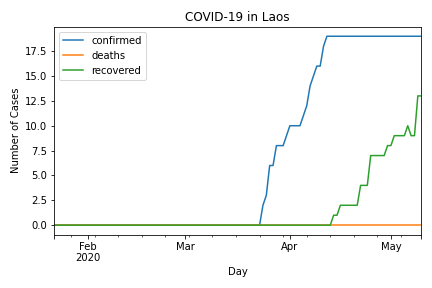 COVID-19 in Laos
confirmed
deaths
recovered
Number of Cases
17.5
15.0
12.5
10.0
7.5
5.0
2.5
0.0
Feb
2020
Mar
Apr
May
Day